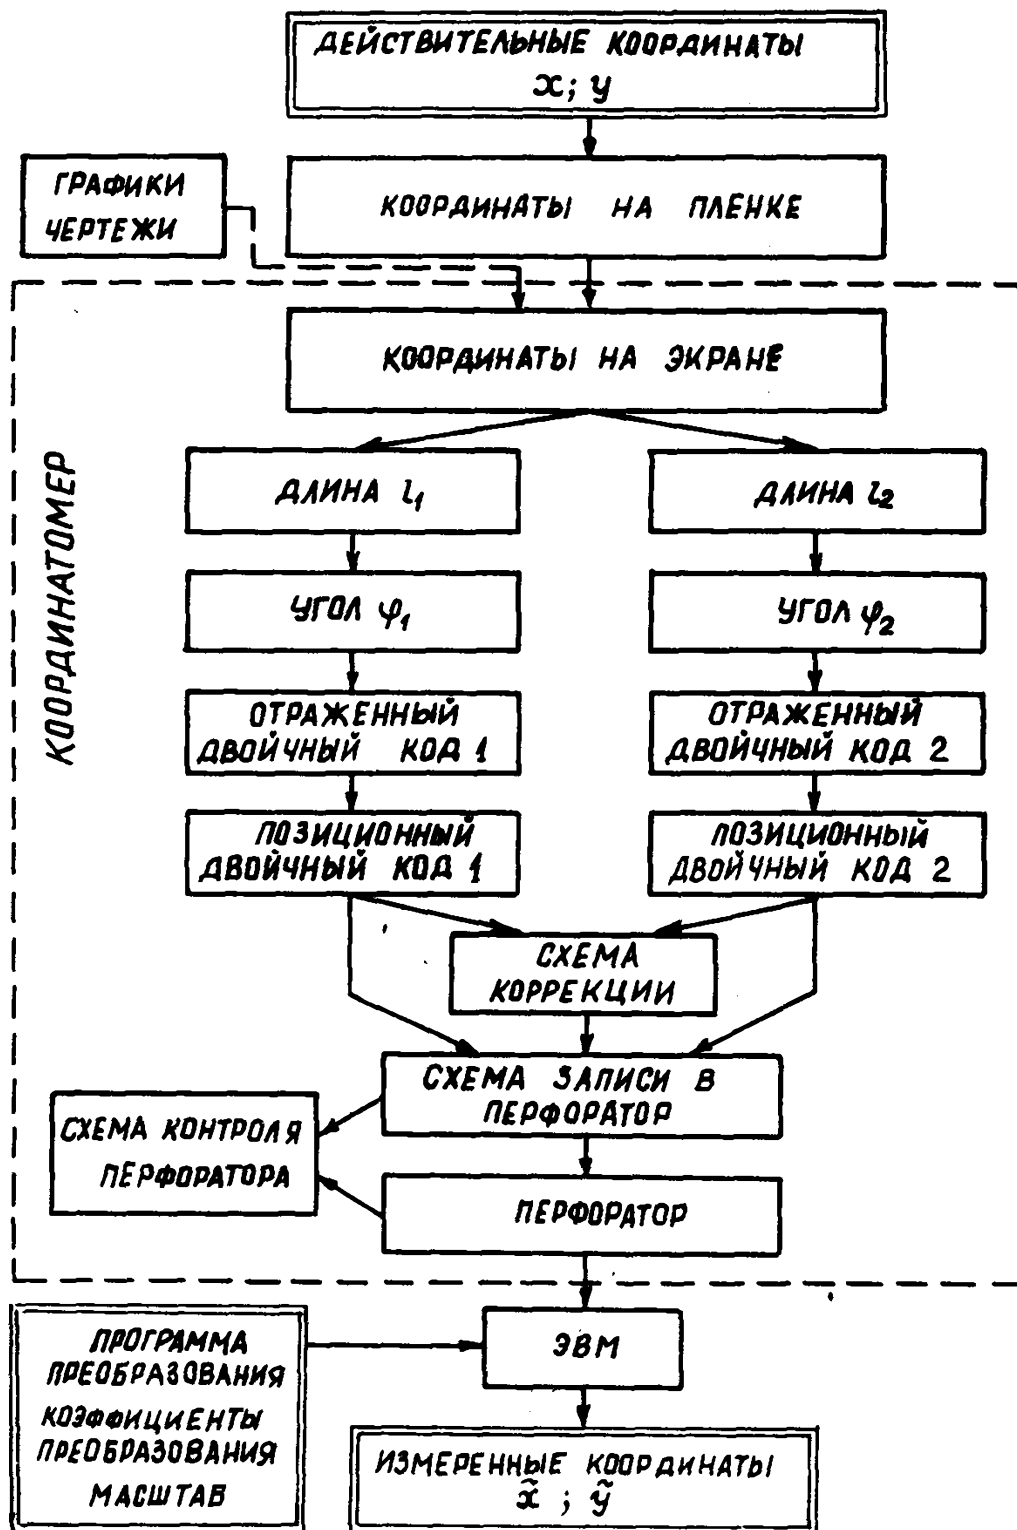 ДЕЙСТВИТЕЛЬНЫЕ КООРДИНАТЫ
x; y
ГРАФИКИ
ЧЕРТЕЖИ
КООРДИНАТЫ НА ПЛЕНКЕ
КООРДИНАТЫ НА ЭКРАНЕ
КООРДИНАТОМЕР
ДЛИНА l₁
ДЛИНА l₂
УГОЛ φ₁
УГОЛ φ₂
ОТРАЖЕННЫЙ
ДВОЙЧНЫЙ КОД 1
ОТРАЖЕННЫЙ
ДВОЙЧНЫЙ КОД 2
ПОЗИЦИОННЫЙ
ДВОЙЧНЫЙ КОД 1
ПОЗИЦИОННЫЙ
ДВОЙЧНЫЙ КОД 2
СХЕМА
КОРРЕКЦИИ
СХЕМА ЗАПИСИ В
ПЕРФОРАТОР
СХЕМА КОНТРОЛЯ
ПЕРФОРАТОРА
ПЕРФОРАТОР
ПРОГРАММА
ПРЕОБРАЗОВАНИЯ
КОЭФФИЦИЕНТЫ
ПРЕОБРАЗОВАНИЯ
МАСШТАВ
ЭВМ
ИЗМЕРЕННЫЕ КООРДИНАТЫ
x̃ ; ỹ